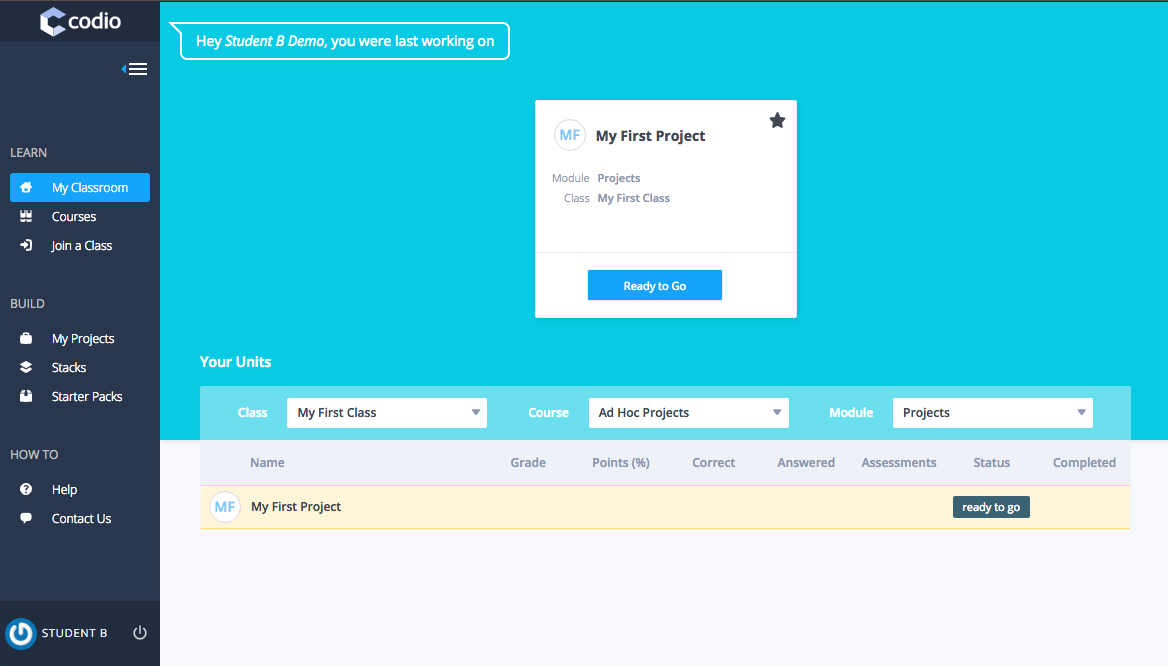 codio
LEARN
My Classroom
Courses
Join a Class
BUILD
My Projects
Stacks
Starter Packs
HOW TO
Help
Contact Us
STUDENT B
Hey Student B Demo, you were last working on
MF My First Project
Module Projects
Class My First Class
Ready to Go
Your Units
Class My First Class Course Ad Hoc Projects Module Projects
Name Grade Points (%) Correct Answered Assessments Status Completed
MF My First Project ready to go